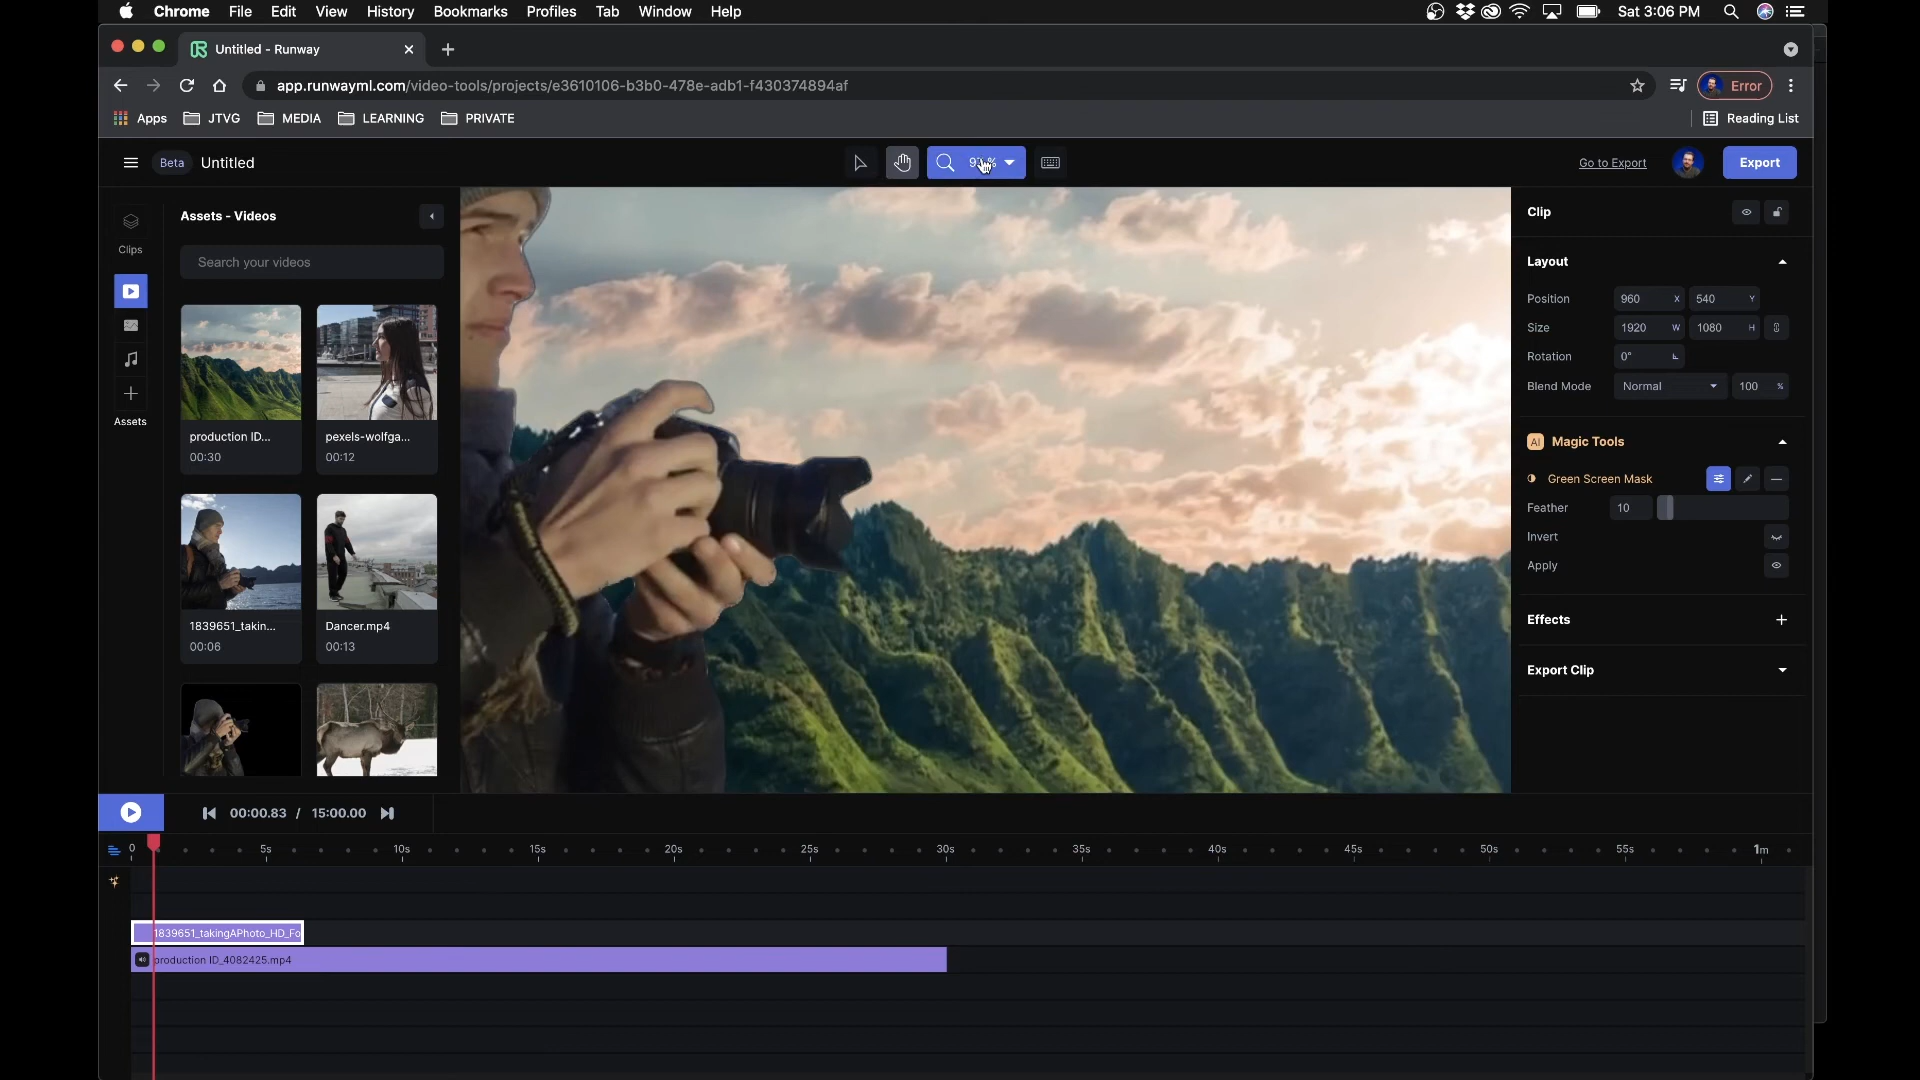 Chrome File Edit View History Bookmarks Profiles Tab Window Help
Sat 3:06 PM
Untitled - Runway
app.runwayml.com/video-tools/projects/e3610106-b3b0-478e-adb1-f430374894af
Error
Apps JTVG MEDIA LEARNING PRIVATE
Reading List
Beta Untitled
Go to Export
Export
Clips
Assets
Assets - Videos
Search your videos
production ID...
00:30
pexels-wolfga...
00:12
1839651_takin...
00:06
Dancer.mp4
00:13
Clip
Layout
Position 960 X 540 Y
Size 1920 W 1080 H
Rotation 0°
Blend Mode Normal 100 %
AI Magic Tools
Green Screen Mask
Feather 10
Invert
Apply
Effects
Export Clip
00:00.83 / 15:00.00
0 5s 10s 15s 20s 25s 30s 35s 40s 45s 50s 55s 1m
1839651_takingAPhoto_HD_Fo
production ID_4082425.mp4